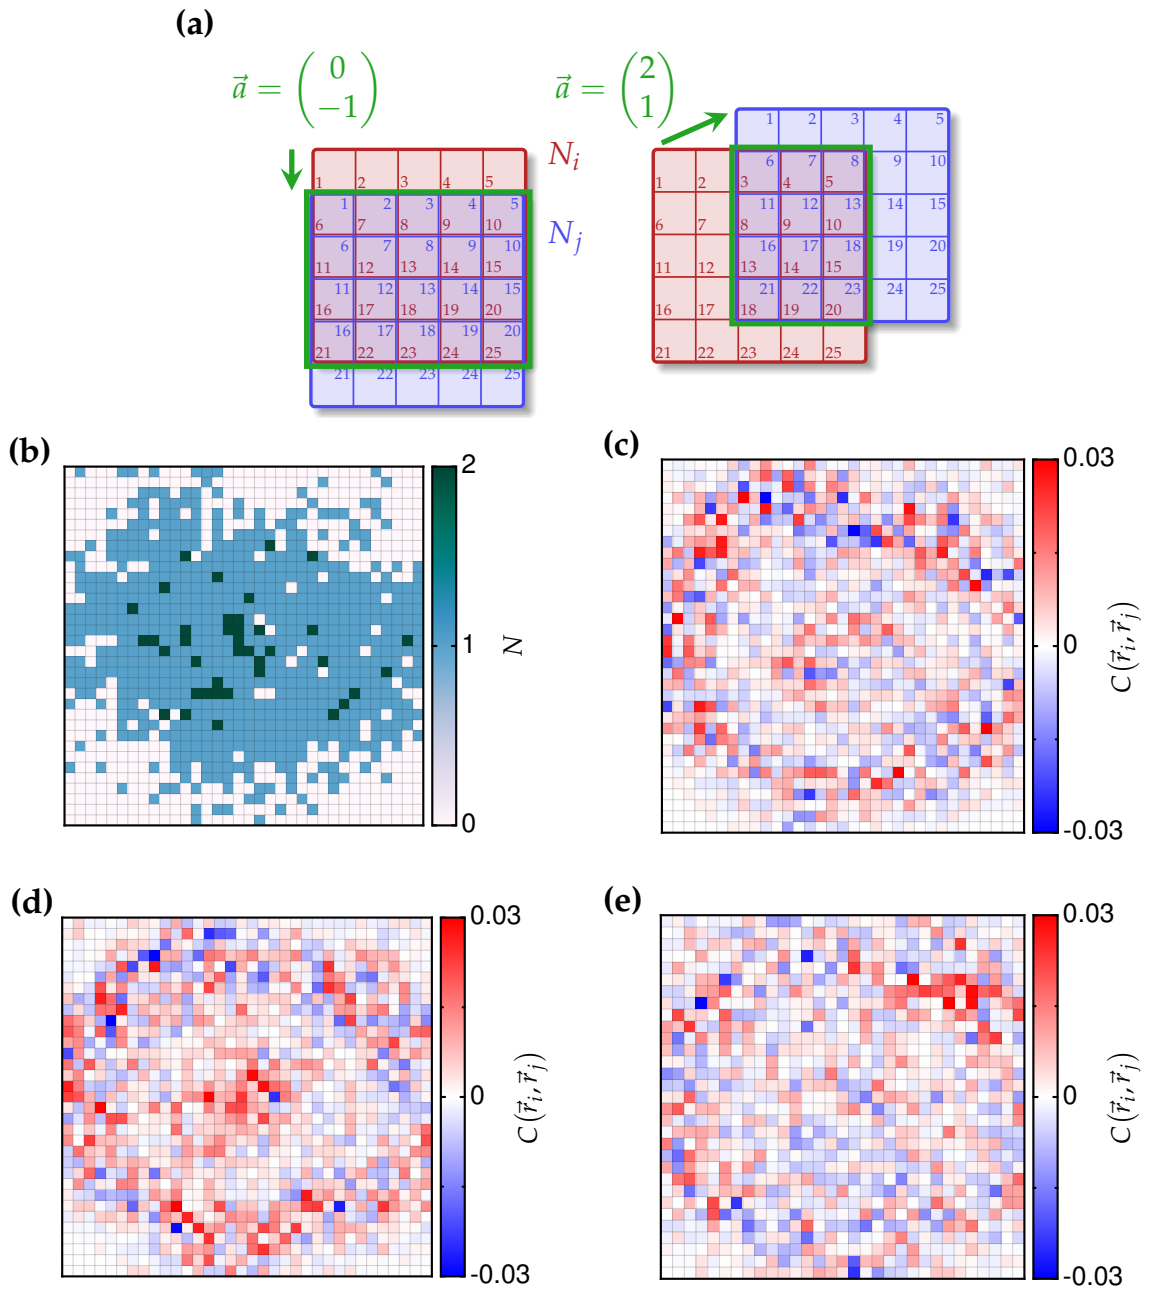 (a)
a⃗ = (0 −1)
a⃗ = (2 1)
N_i
N_j
1 2 3 4 5
1 2 3 4 5
6 7 8 9 10
6 7 8 9 10
11 12 13 14 15
11 12 13 14 15
16 17 18 19 20
16 17 18 19 20
21 22 23 24 25
21 22 23 24 25
1 2 3 4 5
6 7 8 9 10
1 2 3 4 5
11 12 13 14 15
6 7 8 9 10
16 17 18 19 20
11 12 13 14 15
21 22 23 24 25
16 17 18 19 20
21 22 23 24 25
(b)
2
1
0
N
(c)
0.03
0
-0.03
C(r⃗_i, r⃗_j)
(d)
0.03
0
-0.03
C(r⃗_i, r⃗_j)
(e)
0.03
0
-0.03
C(r⃗_i, r⃗_j)